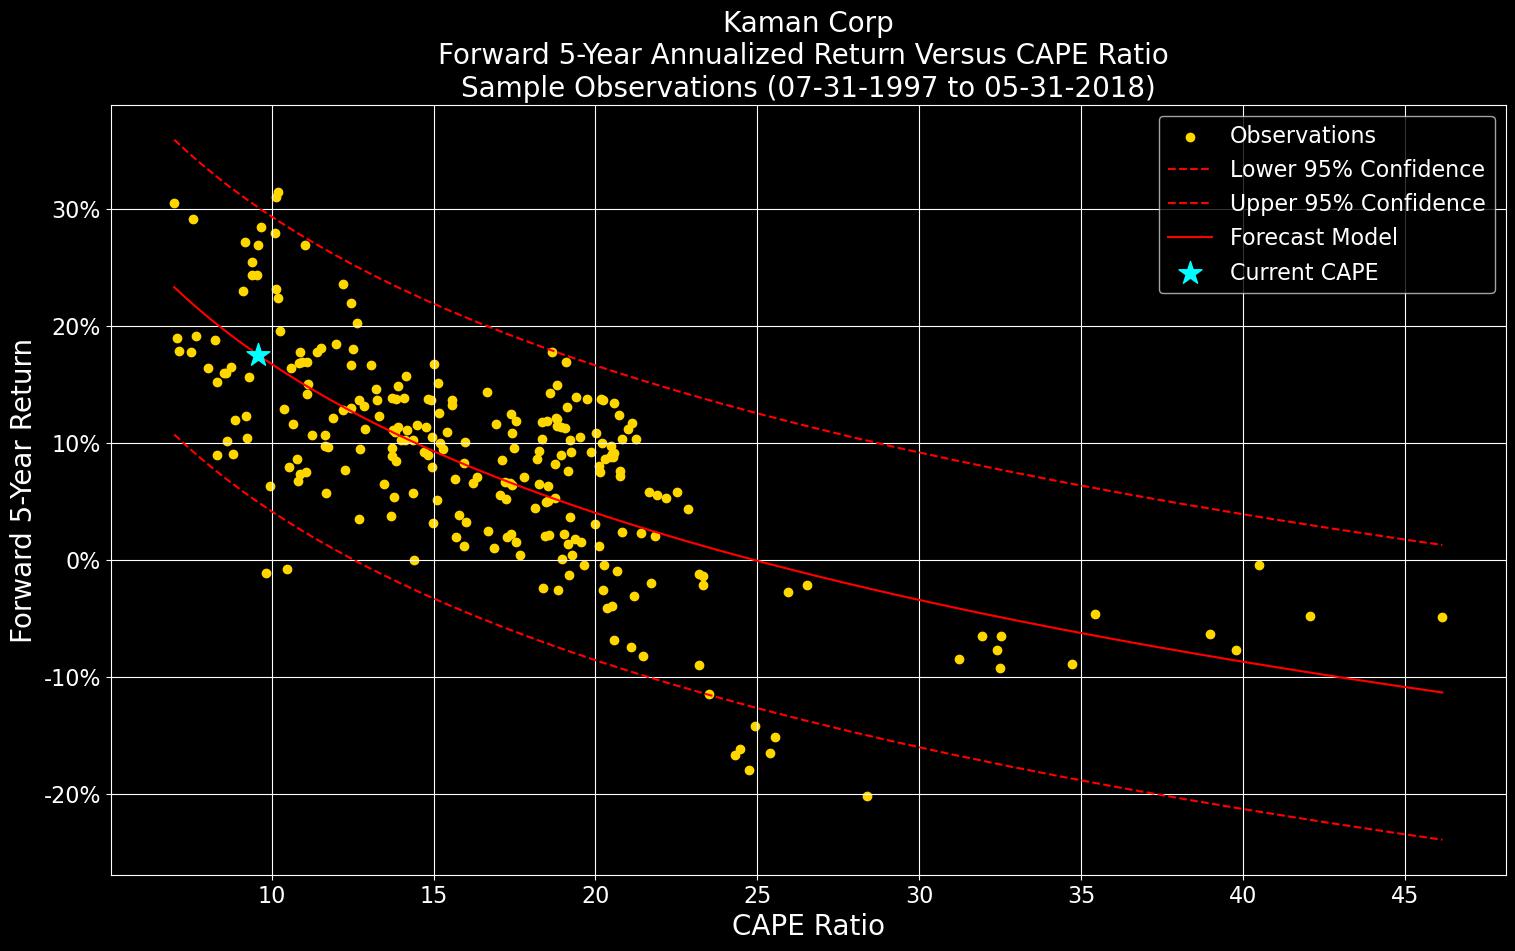 Kaman Corp
Forward 5-Year Annualized Return Versus CAPE Ratio
Sample Observations (07-31-1997 to 05-31-2018)
Observations
Lower 95% Confidence
Upper 95% Confidence
Forecast Model
Current CAPE
Forward 5-Year Return
30%
20%
10%
0%
-10%
-20%
10 15 20 25 30 35 40 45
CAPE Ratio